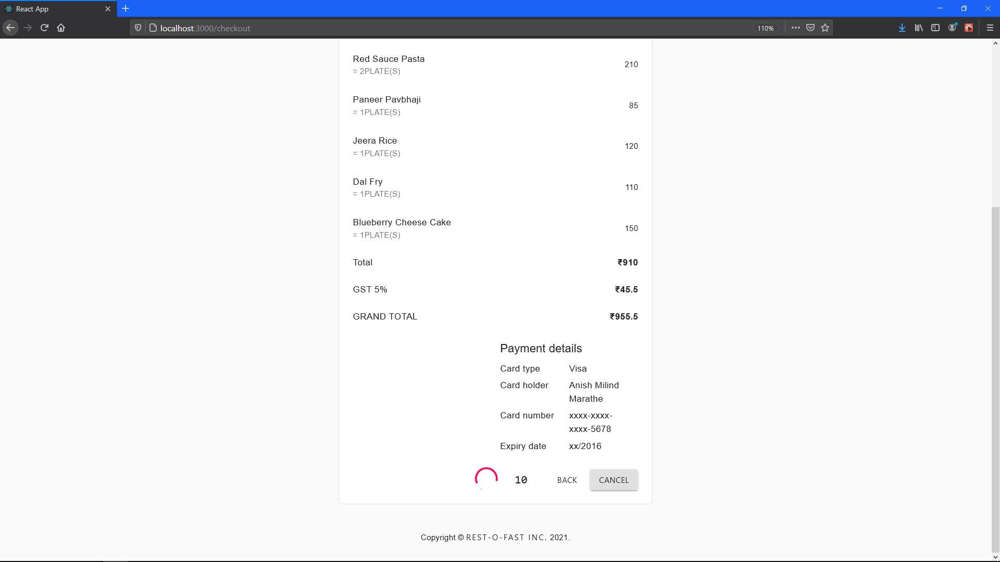 React App
localhost:3000/checkout
110%
Red Sauce Pasta
210
= 2PLATE(S)
Paneer Pavbhaji
85
= 1PLATE(S)
Jeera Rice
120
= 1PLATE(S)
Dal Fry
110
= 1PLATE(S)
Blueberry Cheese Cake
150
= 1PLATE(S)
Total ₹910
GST 5% ₹45.5
GRAND TOTAL ₹955.5
Payment details
Card type Visa
Card holder Anish Milind
Marathe
Card number xxxx-xxxx-
xxxx-5678
Expiry date xx/2016
10 BACK CANCEL
Copyright © REST-O-FAST INC. 2021.